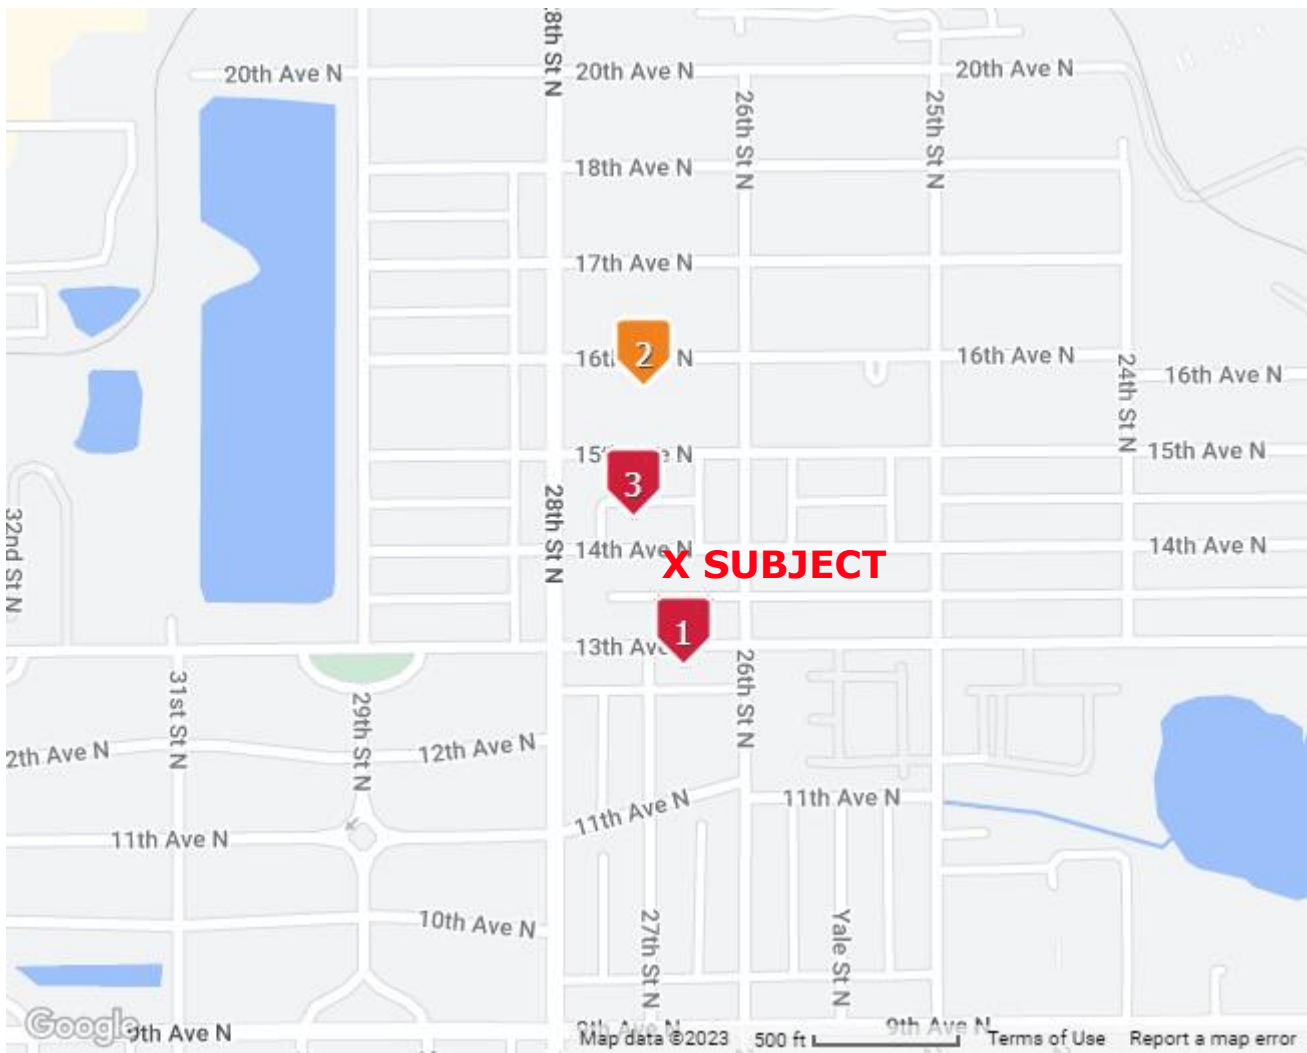 28th St N
20th Ave N
20th Ave N
20th Ave N
26th St N
25th St N
18th Ave N
17th Ave N
2
N
16th Ave N
24th St N
16th Ave N
N
15th Ave N
3
28th St N
32nd St N
14th Ave N
14th Ave N
X SUBJECT
1
13th Ave
26th St N
31st St N
29th St N
2th Ave N
12th Ave N
11th Ave N
11th Ave N
11th Ave N
10th Ave N
27th St N
Yale St N
Google
9th Ave N
9th Ave N
9th Ave N
Map data ©2023
500 ft
Terms of Use
Report a map error